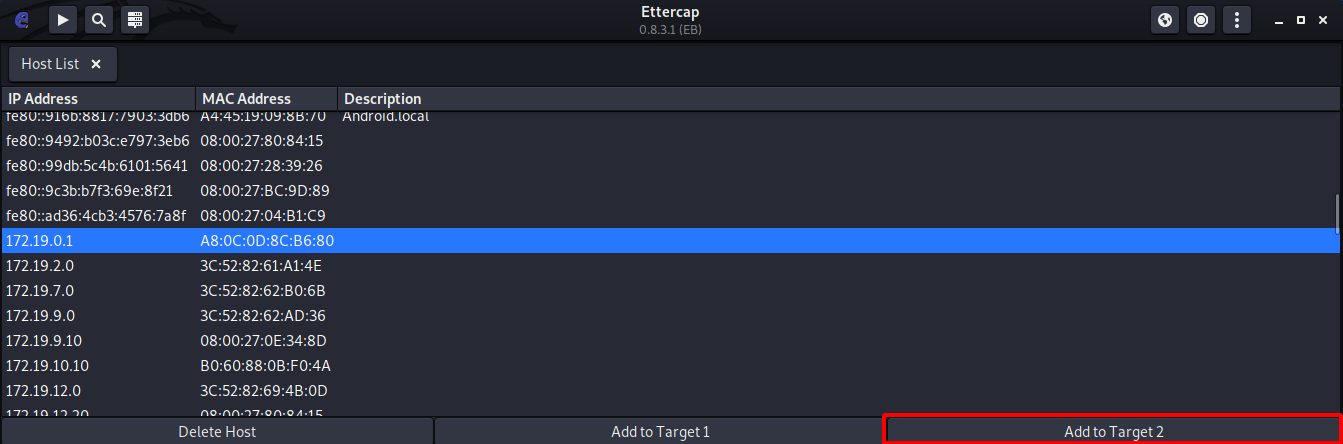 Ettercap
0.8.3.1 (EB)
Host List
IP Address MAC Address Description
fe80::916b:8817:7903:3db6 A4:45:19:09:8B:70 Android.local
fe80::9492:b03c:e797:3eb6 08:00:27:80:84:15
fe80::99db:5c4b:6101:5641 08:00:27:28:39:26
fe80::9c3b:b7f3:69e:8f21 08:00:27:BC:9D:89
fe80::ad36:4cb3:4576:7a8f 08:00:27:04:B1:C9
172.19.0.1 A8:0C:0D:8C:B6:80
172.19.2.0 3C:52:82:61:A1:4E
172.19.7.0 3C:52:82:62:B0:6B
172.19.9.0 3C:52:82:62:AD:36
172.19.9.10 08:00:27:0E:34:8D
172.19.10.10 B0:60:88:0B:F0:4A
172.19.12.0 3C:52:82:69:4B:0D
172.19.12.20 08:00:27:80:84:15
Delete Host Add to Target 1 Add to Target 2